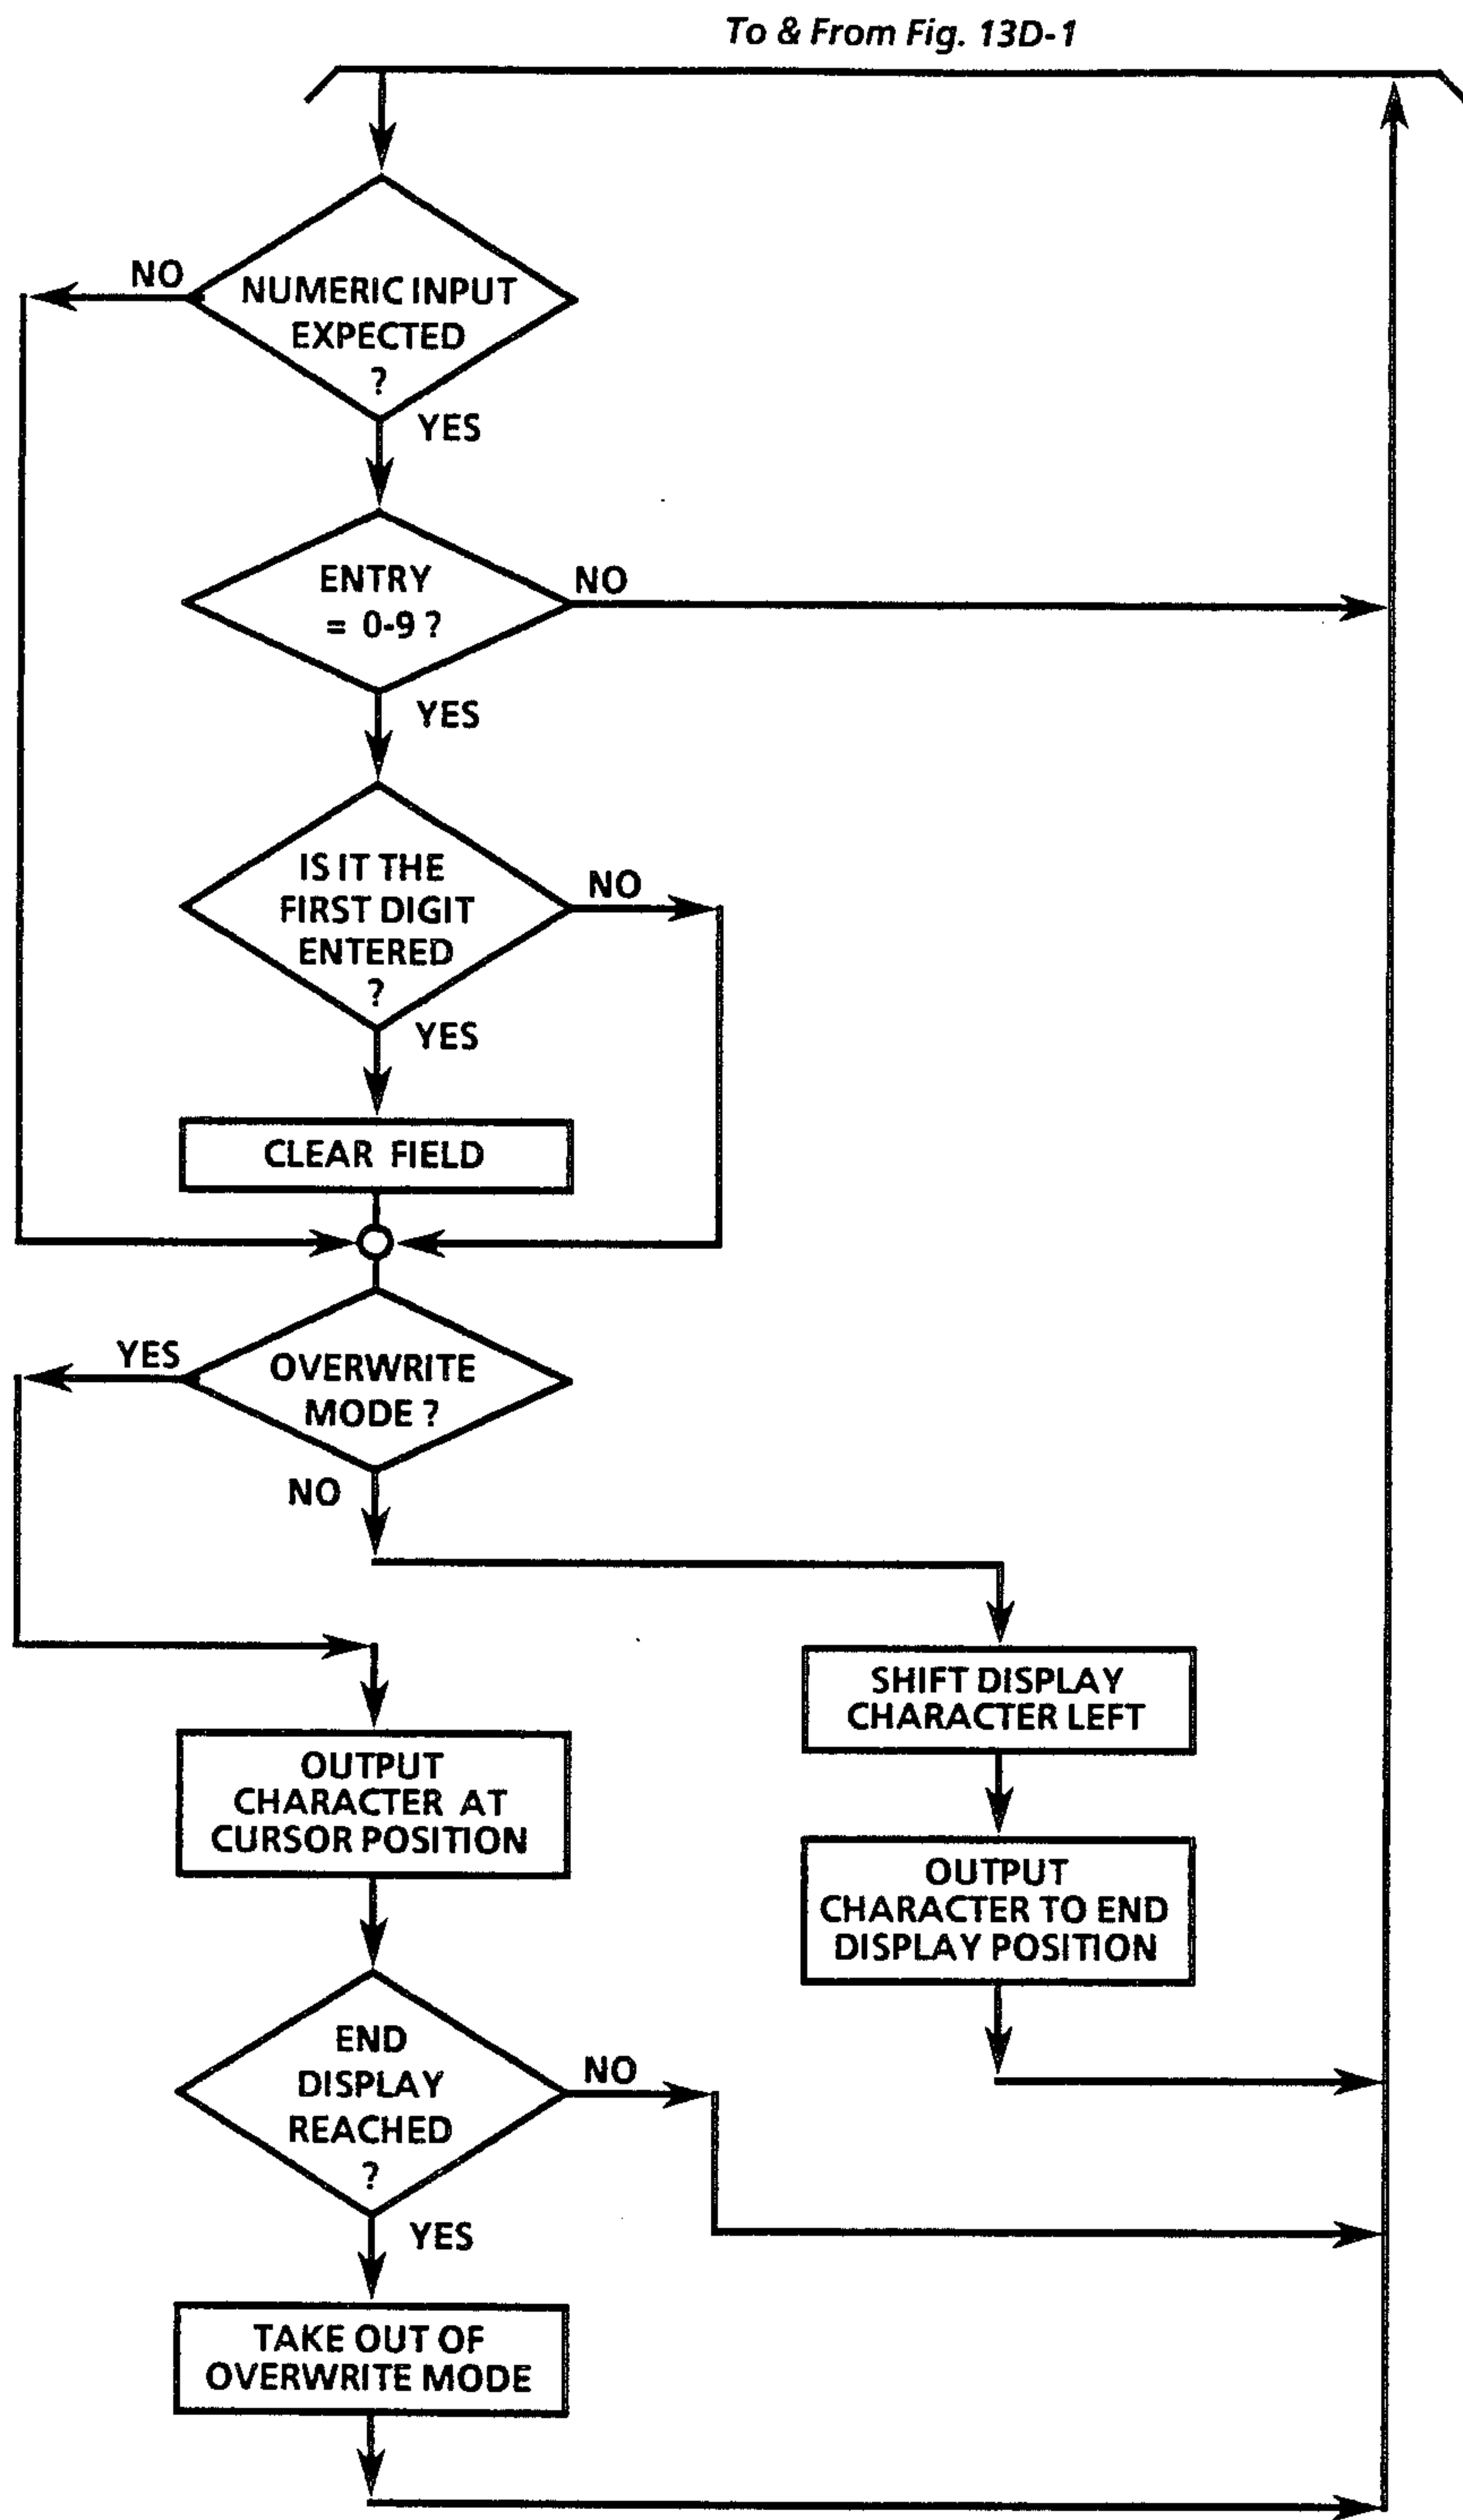 To & From Fig. 13D-1
NO
NUMERIC INPUT
EXPECTED
?
YES
ENTRY
= 0-9 ?
NO
YES
IS IT THE
FIRST DIGIT
ENTERED
?
NO
YES
CLEAR FIELD
YES
OVERWRITE
MODE ?
NO
SHIFT DISPLAY
CHARACTER LEFT
OUTPUT
CHARACTER AT
CURSOR POSITION
OUTPUT
CHARACTER TO END
DISPLAY POSITION
END
DISPLAY
REACHED
?
NO
YES
TAKE OUT OF
OVERWRITE MODE